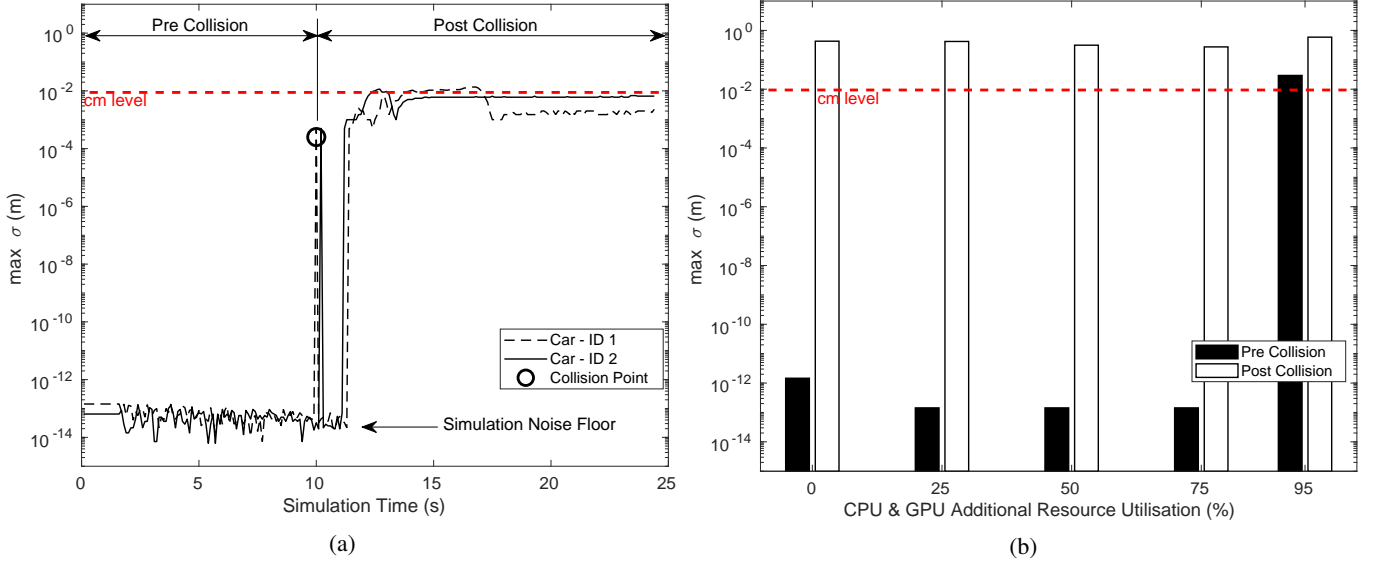 Pre Collision
Post Collision
10^0
10^-2
10^-4
10^-6
10^-8
10^-10
10^-12
10^-14
max σ (m)
cm level
Car - ID 1
Car - ID 2
Collision Point
Simulation Noise Floor
0 5 10 15 20 25
Simulation Time (s)
(a)
10^0
10^-2
10^-4
10^-6
10^-8
10^-10
10^-12
10^-14
max σ (m)
cm level
Pre Collision
Post Collision
0 25 50 75 95
CPU & GPU Additional Resource Utilisation (%)
(b)